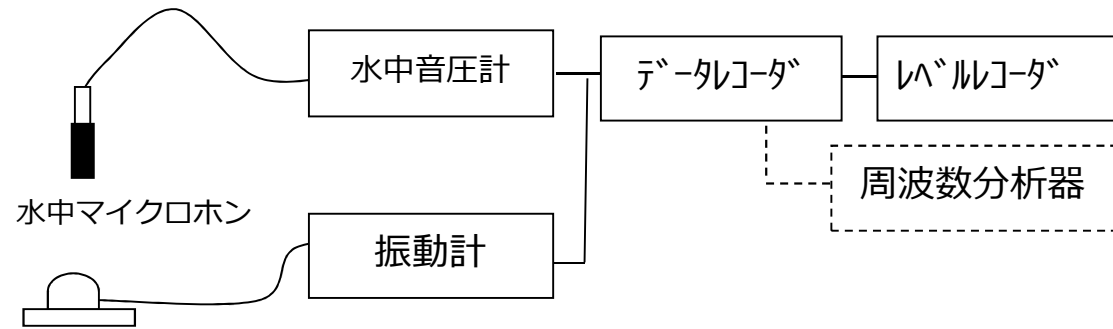 水中音圧計
ﾃﾞｰﾀﾚｺｰﾀﾞ
ﾚﾍﾞﾙﾚｺｰﾀﾞ
水中マイクロホン
周波数分析器
振動計